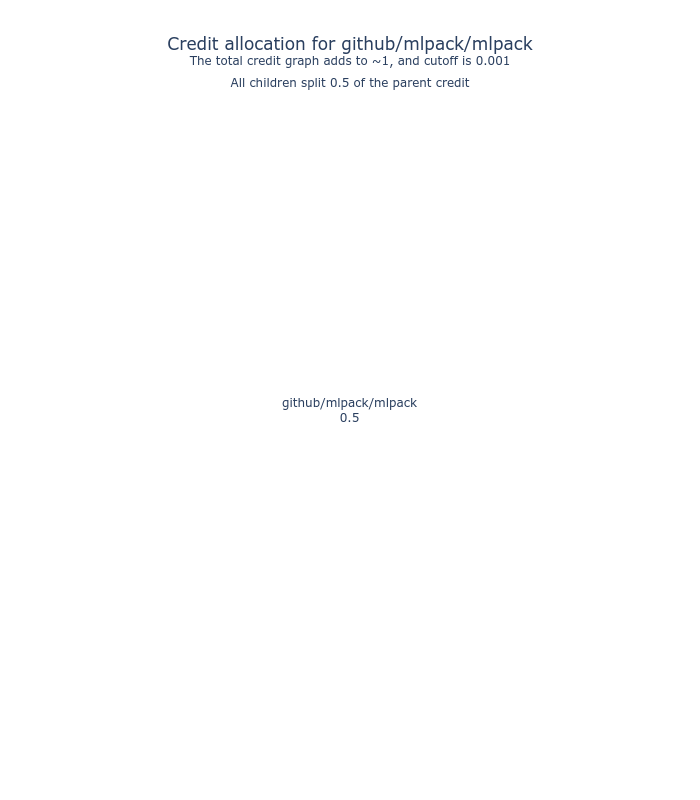 Credit allocation for github/mlpack/mlpack
The total credit graph adds to ~1, and cutoff is 0.001
All children split 0.5 of the parent credit
github/mlpack/mlpack
0.5